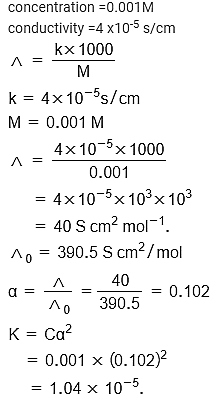 concentration =0.001M
conductivity =4 x10⁻⁵ s/cm
∧ = k×1000 / M
k = 4×10⁻⁵s/cm
M = 0.001 M
∧ = 4×10⁻⁵×1000 / 0.001
= 4×10⁻⁵×10³×10³
= 40 S cm² mol⁻¹.
∧₀ = 390.5 S cm²/mol
α = ∧ / ∧₀ = 40 / 390.5 = 0.102
K = Cα²
= 0.001 × (0.102)²
= 1.04 × 10⁻⁵.